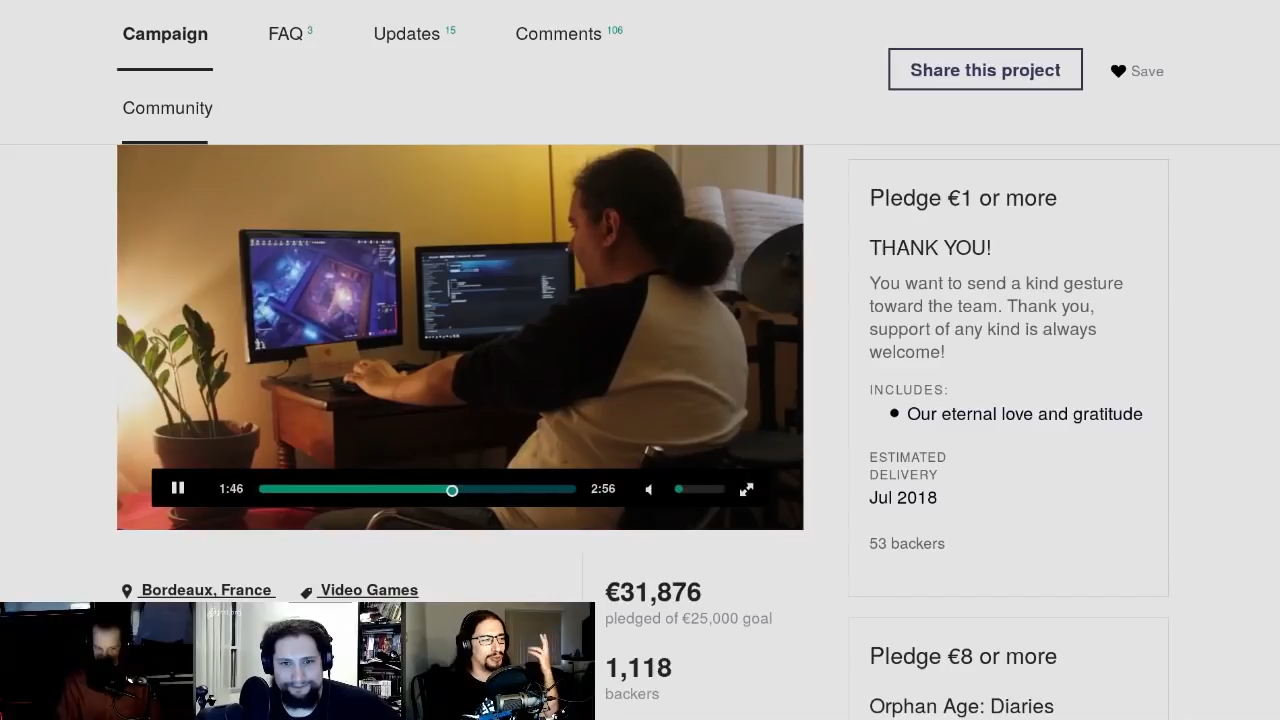 Campaign
FAQ 3
Updates 15
Comments 106
Share this project
Save
Community
Pledge €1 or more
THANK YOU!
You want to send a kind gesture
toward the team. Thank you,
support of any kind is always
welcome!
INCLUDES:
Our eternal love and gratitude
ESTIMATED
DELIVERY
Jul 2018
53 backers
1:46
2:56
Bordeaux, France
Video Games
€31,876
pledged of €25,000 goal
1,118
backers
Pledge €8 or more
Orphan Age: Diaries